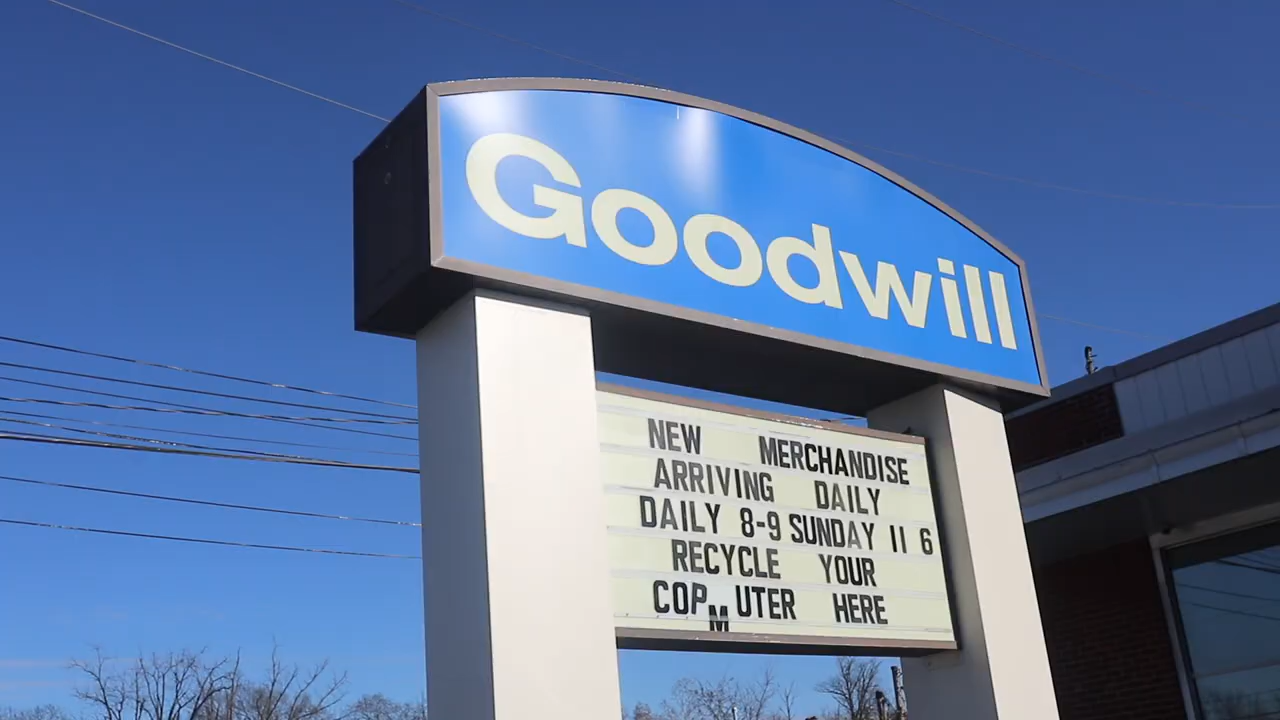 Goodwill
NEW MERCHANDISE
ARRIVING DAILY
DAILY 8-9 SUNDAY 11 6
RECYCLE YOUR
COPMUTER HERE